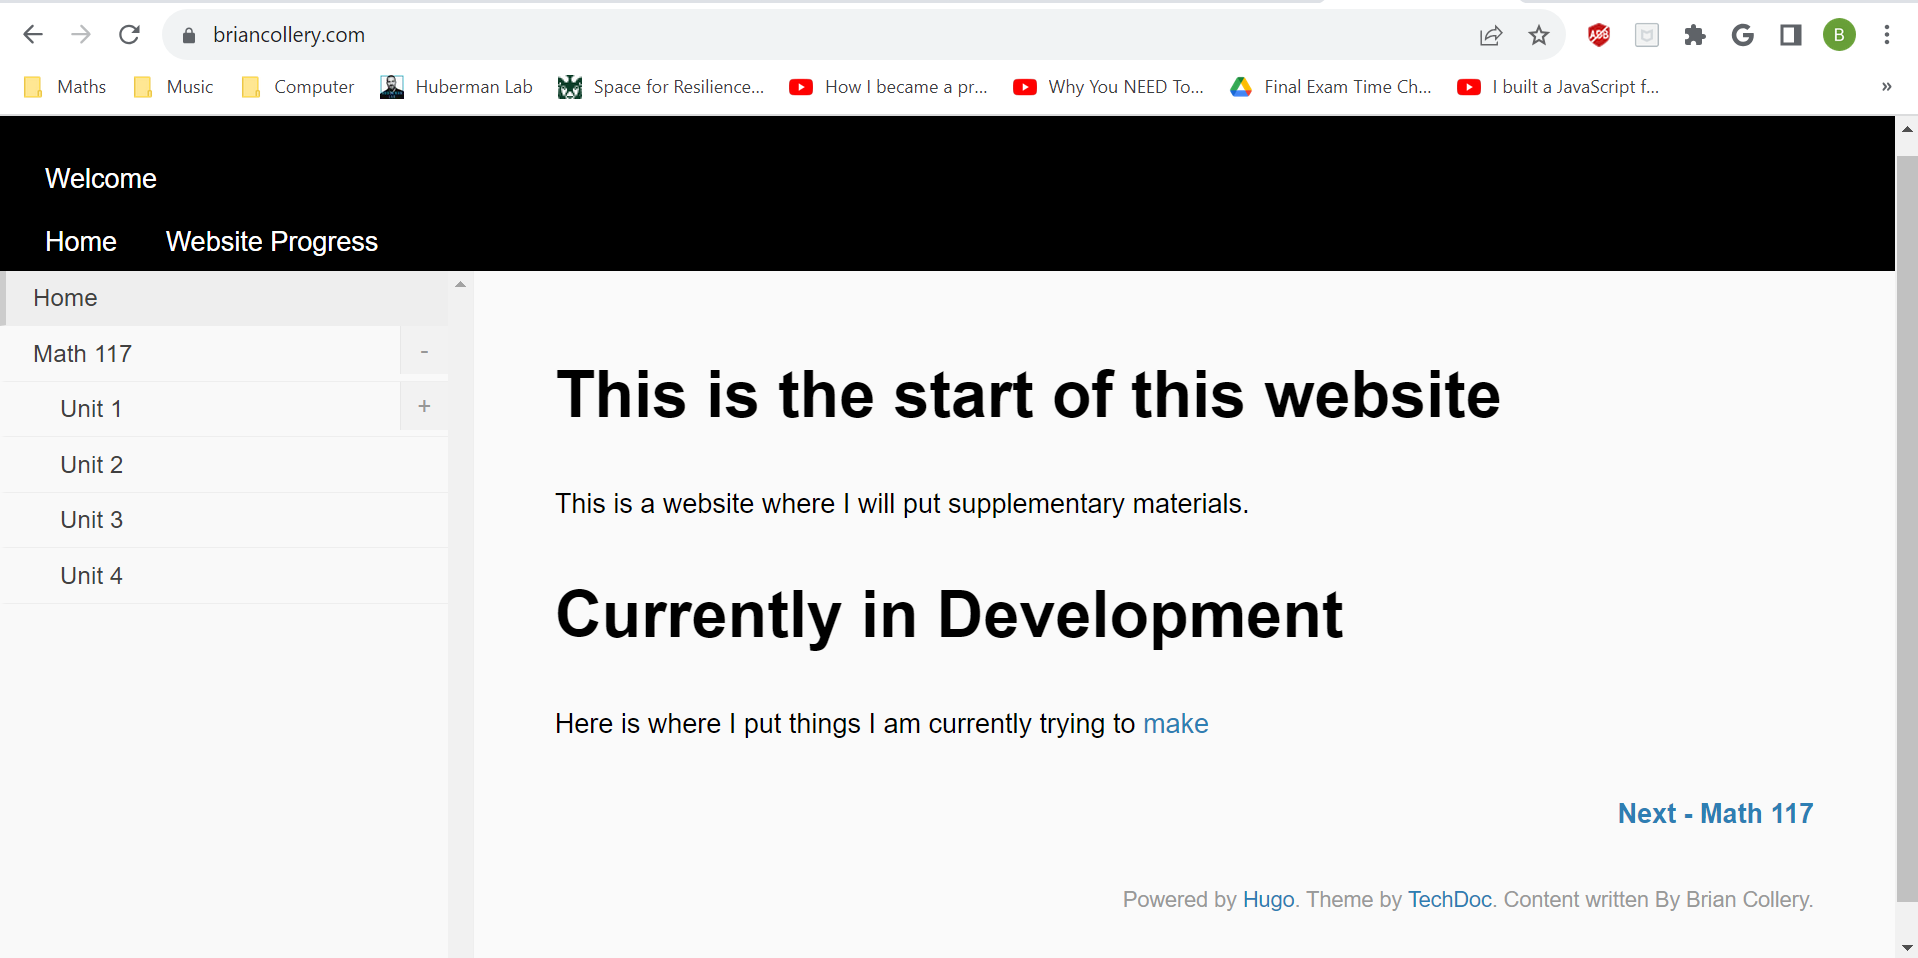 briancollery.com
B
Maths Music Computer Huberman Lab Space for Resilience... How I became a pr... Why You NEED To... Final Exam Time Ch... I built a JavaScript f... »
Welcome
Home Website Progress
Home
Math 117 -
Unit 1 +
Unit 2
Unit 3
Unit 4
This is the start of this website
This is a website where I will put supplementary materials.
Currently in Development
Here is where I put things I am currently trying to make
Next - Math 117
Powered by Hugo. Theme by TechDoc. Content written By Brian Collery.